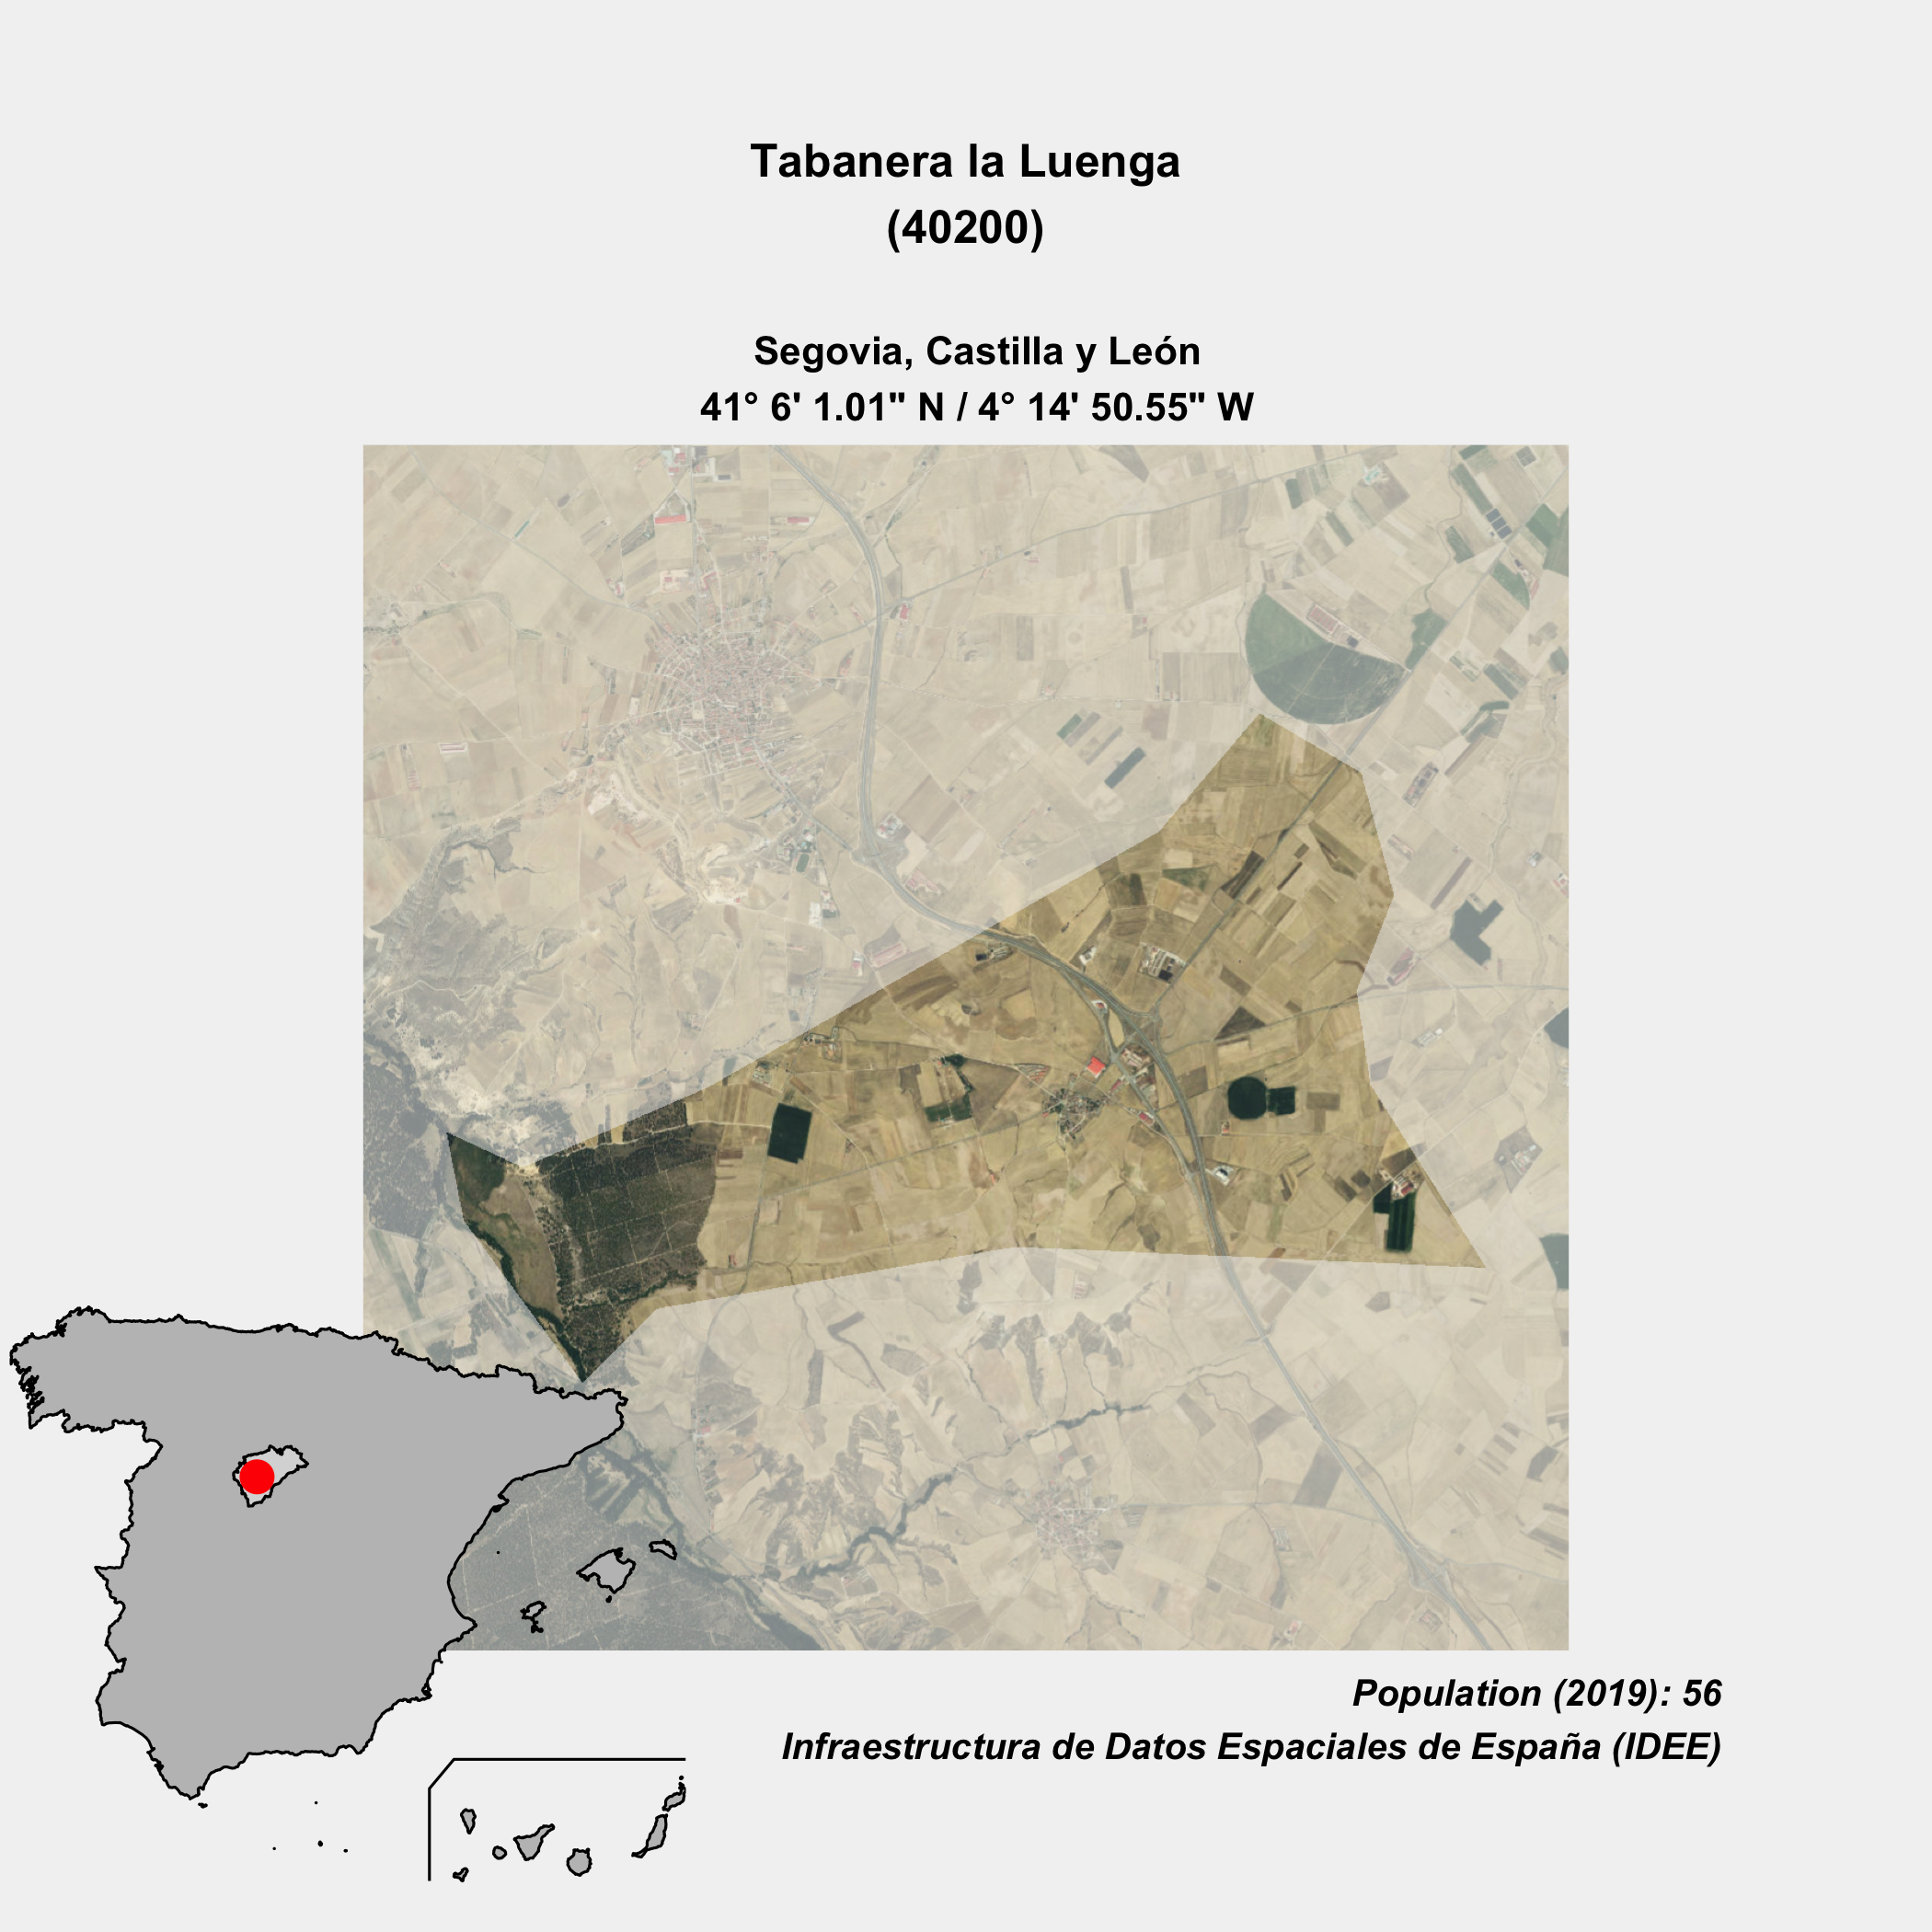 Tabanera la Luenga
(40200)
Segovia, Castilla y León
41° 6' 1.01" N / 4° 14' 50.55" W
Population (2019): 56
Infraestructura de Datos Espaciales de España (IDEE)